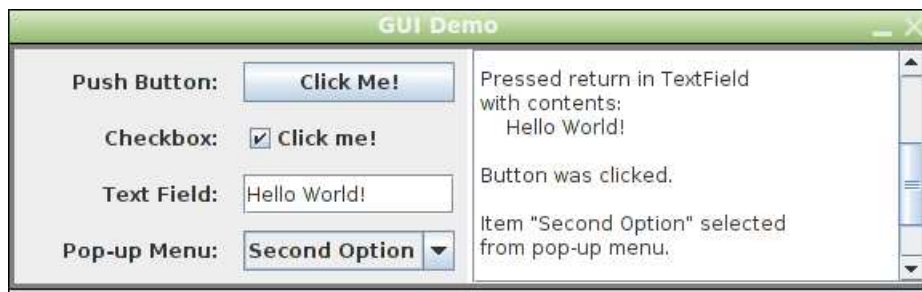 GUI Demo
Push Button:
Click Me!
Checkbox:
Click me!
Text Field:
Hello World!
Pop-up Menu:
Second Option
Pressed return in TextField
with contents:
Hello World!
Button was clicked.
Item "Second Option" selected
from pop-up menu.